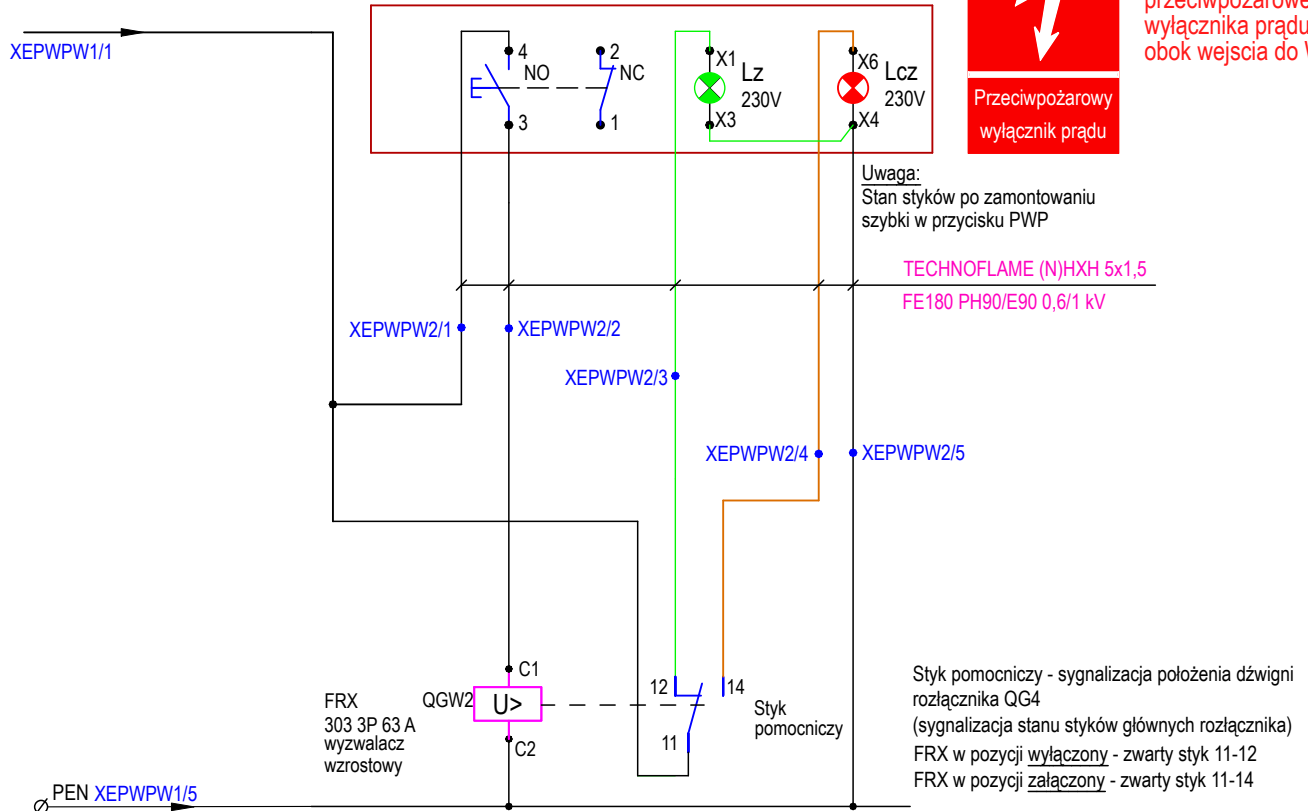 XEPWPW1/1
4
NO
3
2
NC
1
X1
Lz
230V
X3
X6
Lcz
230V
X4
Przeciwpożarowy
wyłącznik prądu
wyłącznika prądu
obok wejscia do
Uwaga:
Stan styków po zamontowaniu
szybki w przycisku PWP
TECHNOFLAME (N)HXH 5x1,5
FE180 PH90/E90 0,6/1 kV
XEPWPW2/1
XEPWPW2/2
XEPWPW2/3
XEPWPW2/4
XEPWPW2/5
FRX
303 3P 63 A
wyzwalacz
wzrostowy
QGW2
U>
C1
C2
12
14
11
Styk
pomocniczy
Styk pomocniczy - sygnalizacja położenia dźwigni
rozłącznika QG4
(sygnalizacja stanu styków głównych rozłącznika)
FRX w pozycji wyłączony - zwarty styk 11-12
FRX w pozycji załączony - zwarty styk 11-14
PEN XEPWPW1/5